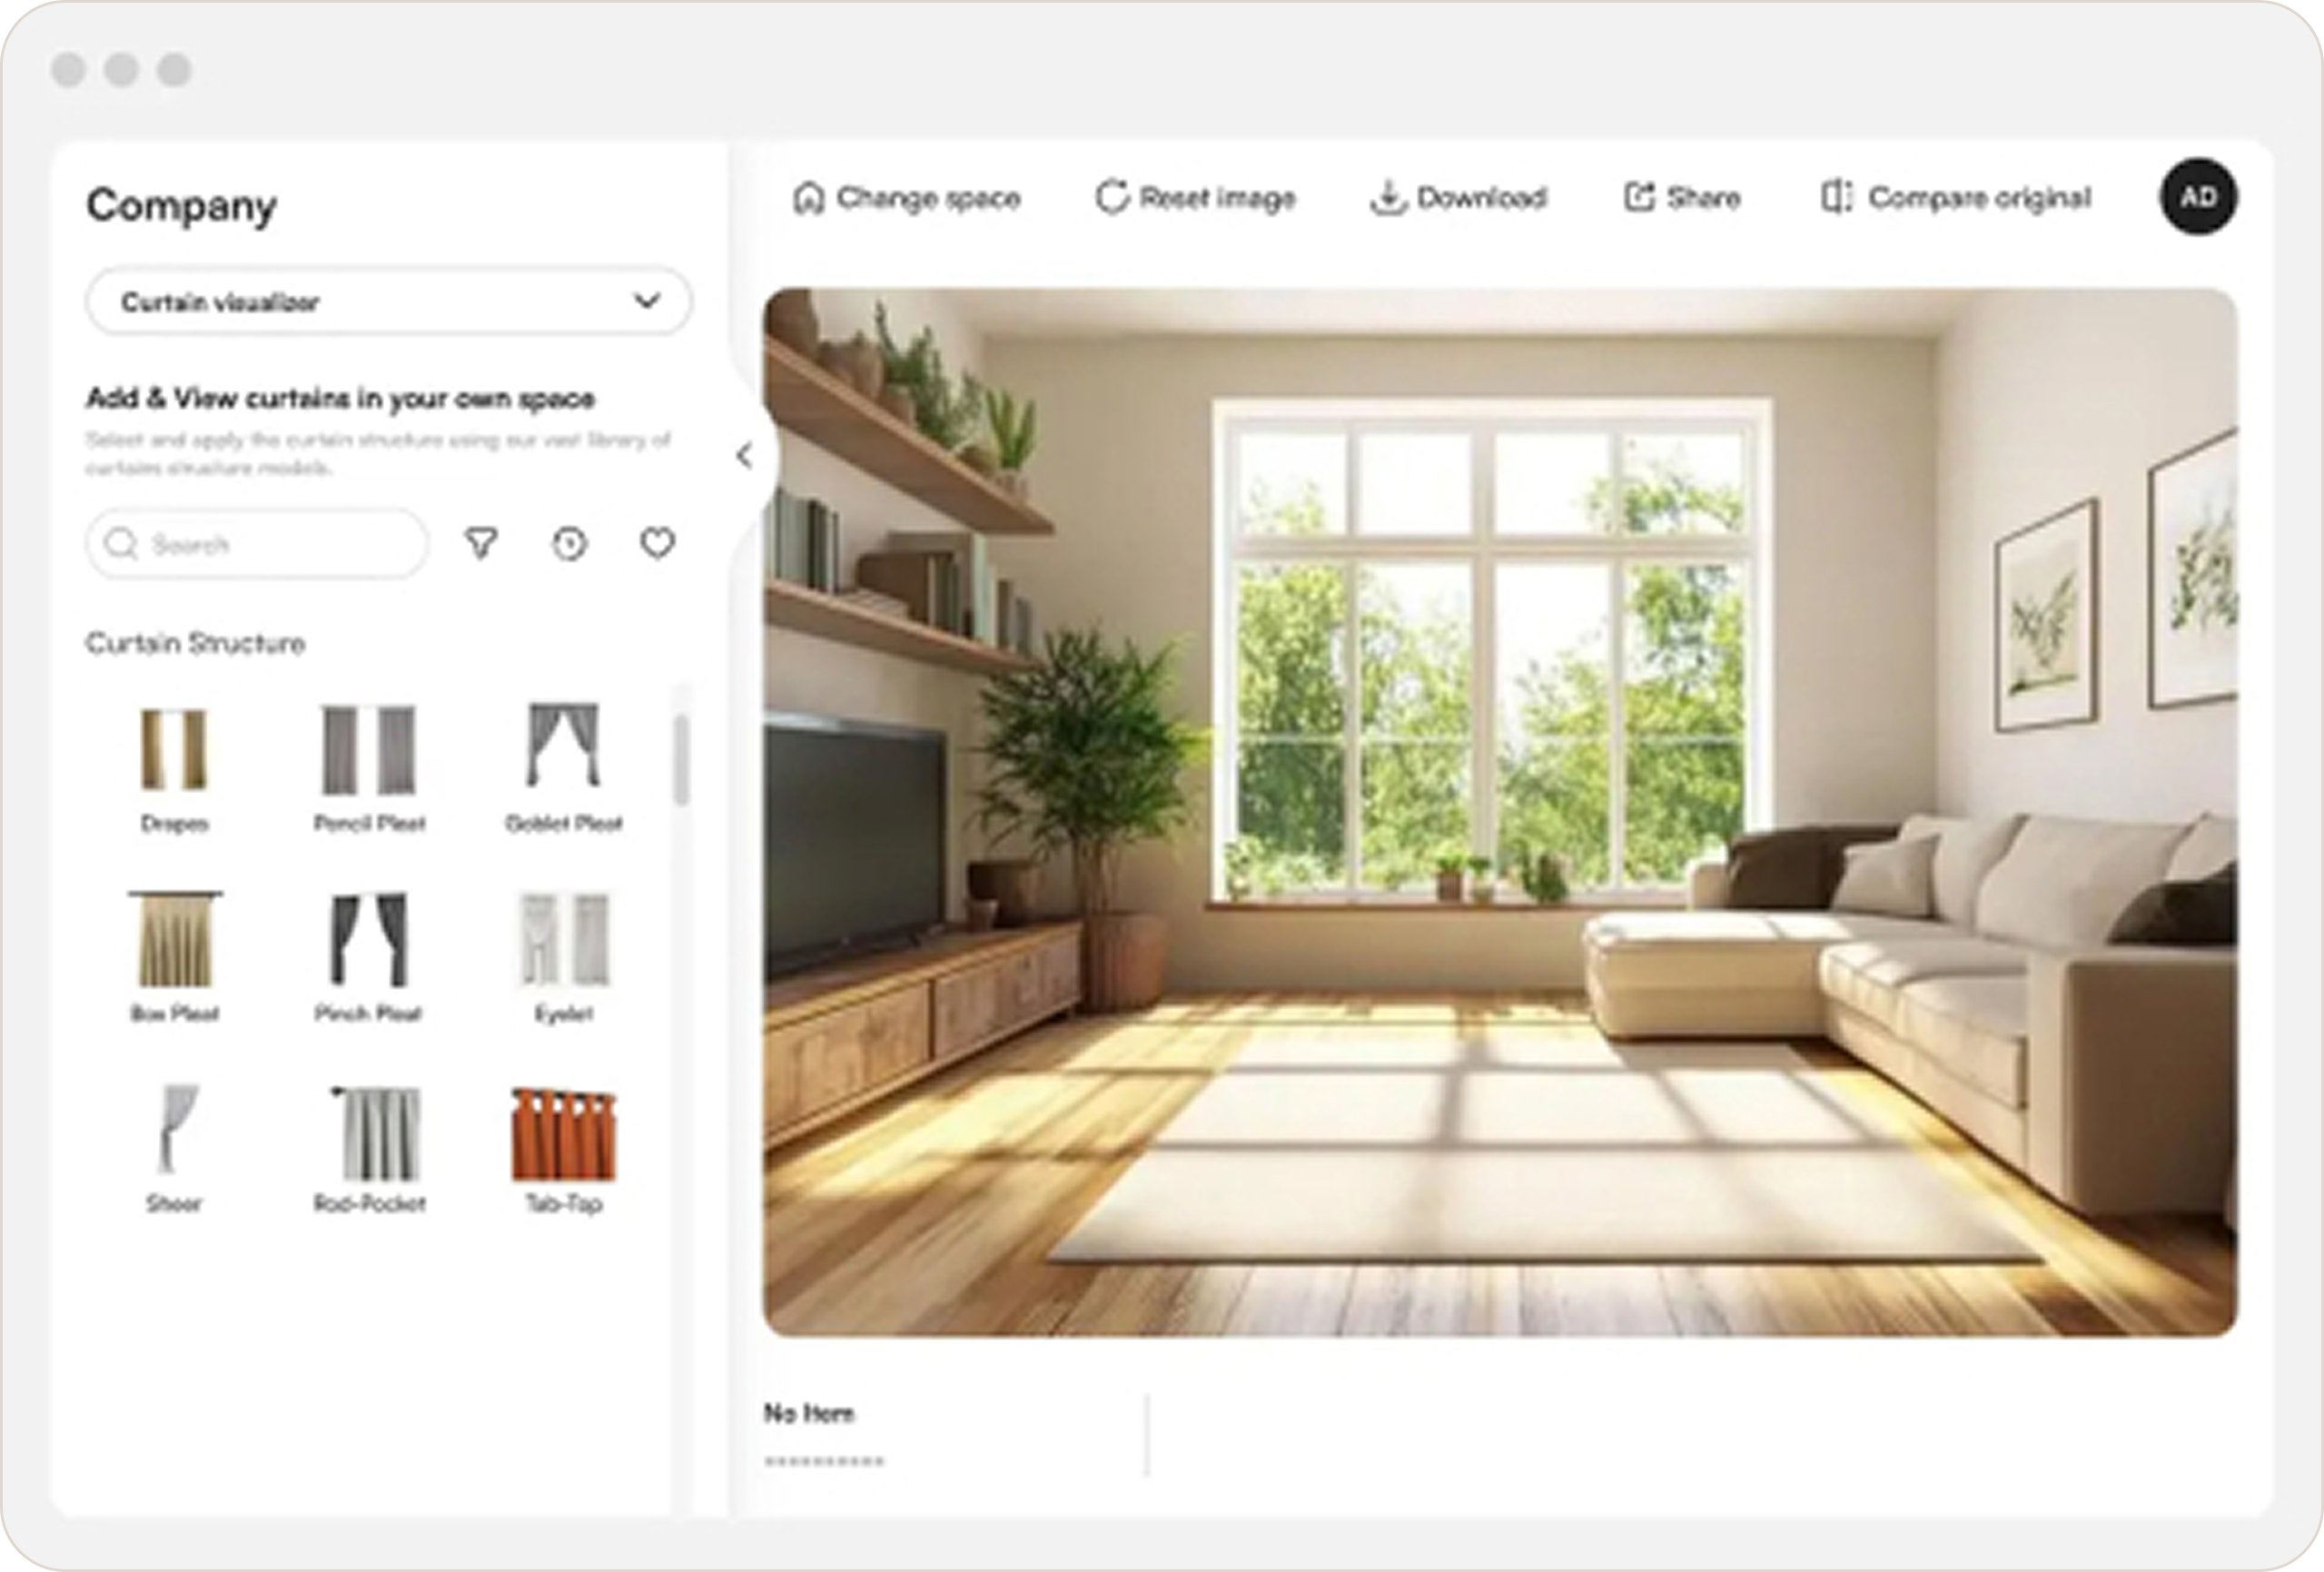 Company
Curtain visualizer
Add & View curtains in your own space
Select and apply the curtain structure using our vast library of
curtains structure models.
Search
Curtain Structure
Drapes
Pencil Pleat
Goblet Pleat
Box Pleat
Pinch Pleat
Eyelet
Sheer
Rod-Pocket
Tab-Top
Change space
Reset image
Download
Share
Compare original
AD
No Item